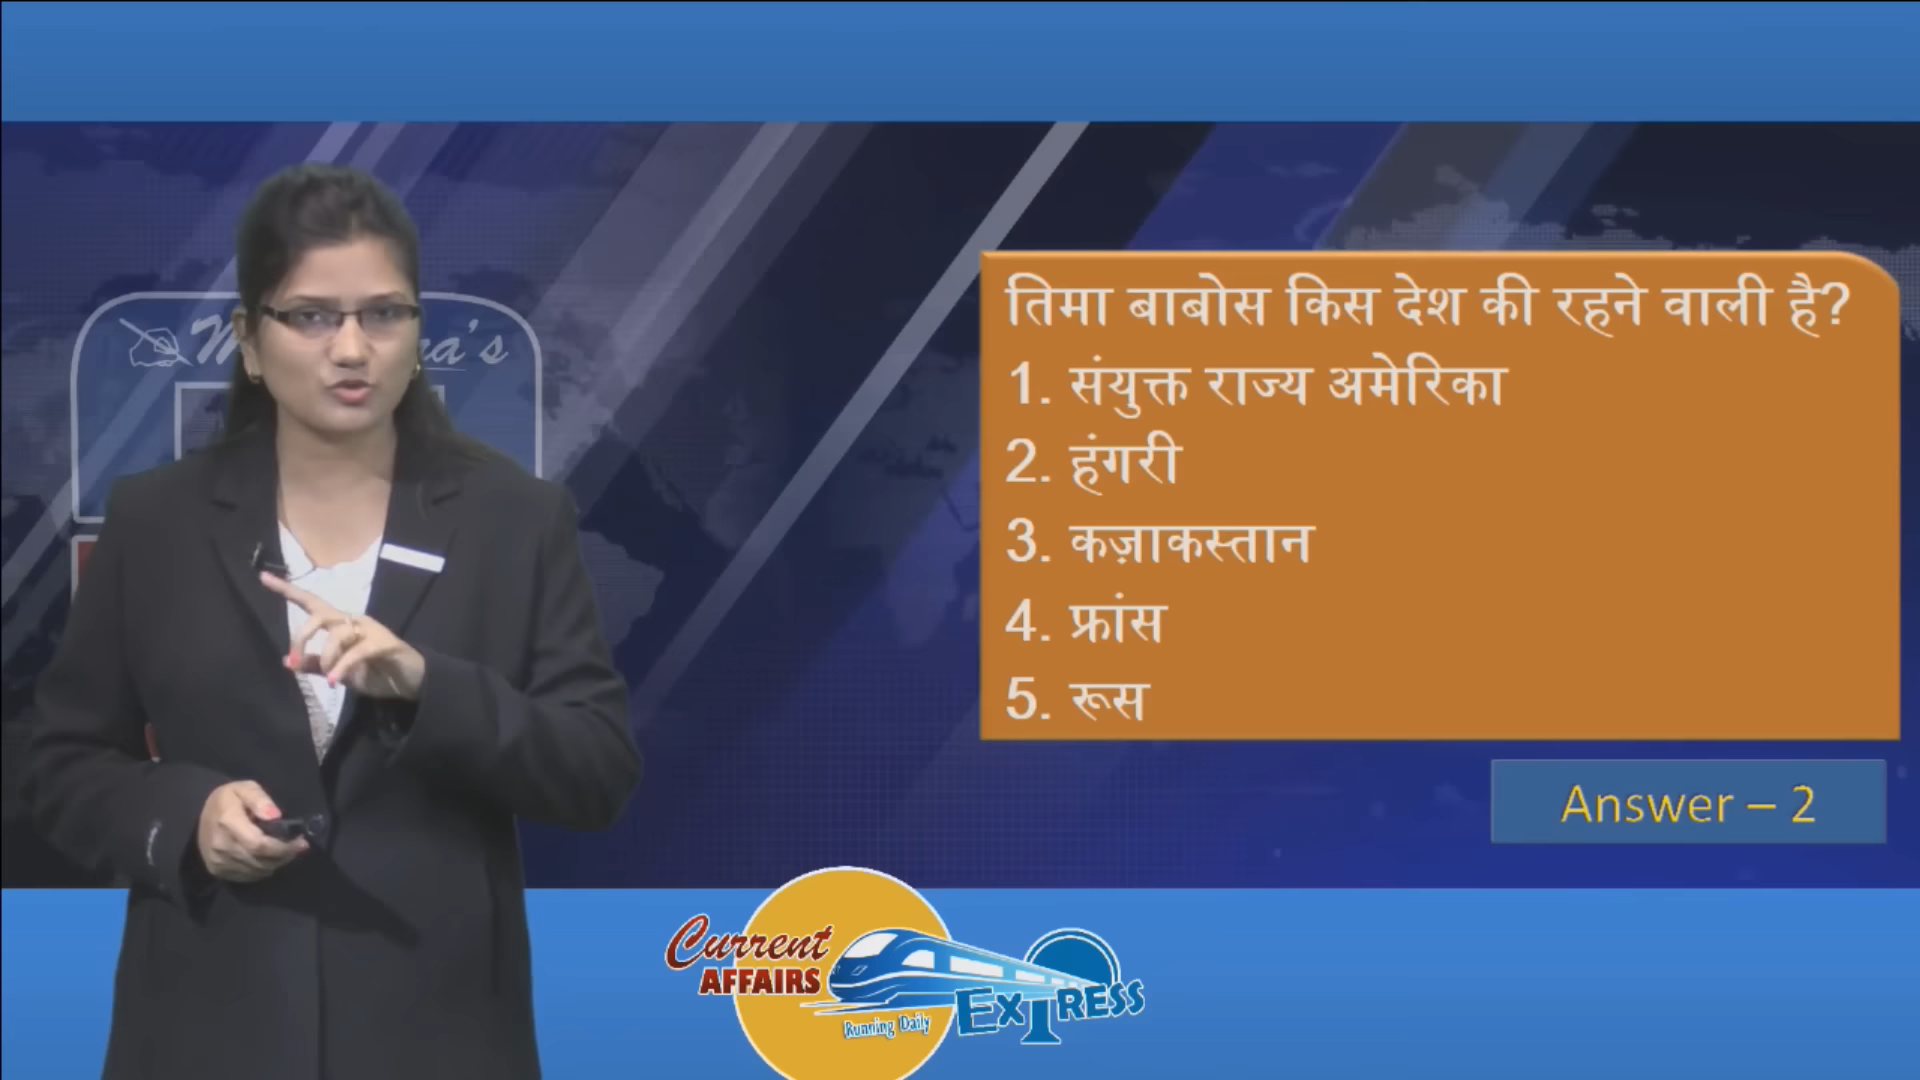 तिमा बाबोस किस देश की रहने वाली है?
1. संयुक्त राज्य अमेरिका
2. हंगरी
3. कज़ाकस्तान
4. फ्रांस
5. रूस
Answer – 2
Current
AFFAIRS
Running Daily
ExpRESS